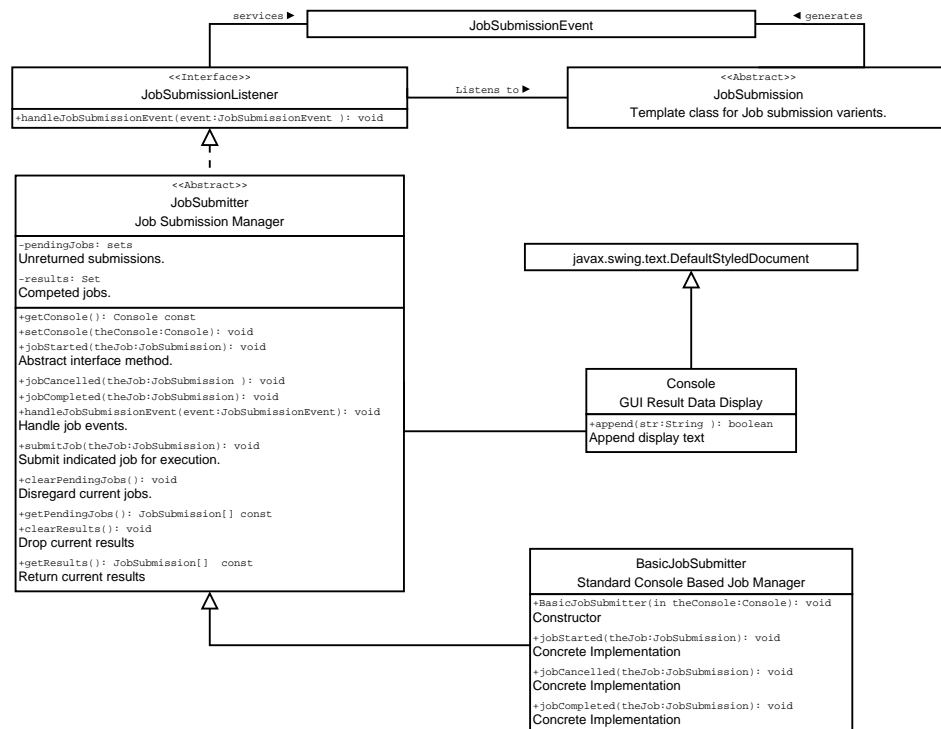 services ►
◄ generates
JobSubmissionEvent
<<Interface>>
JobSubmissionListener
+handleJobSubmissionEvent(event:JobSubmissionEvent ): void
Listens to ►
<<Abstract>>
JobSubmission
Template class for Job submission varients.
<<Abstract>>
JobSubmitter
Job Submission Manager
-pendingJobs: sets
Unreturned submissions.
-results: Set
Competed jobs.
+getConsole(): Console const
+setConsole(theConsole:Console): void
+jobStarted(theJob:JobSubmission): void
Abstract interface method.
+jobCancelled(theJob:JobSubmission ): void
+jobCompleted(theJob:JobSubmission): void
+handleJobSubmissionEvent(event:JobSubmissionEvent): void
Handle job events.
+submitJob(theJob:JobSubmission): void
Submit indicated job for execution.
+clearPendingJobs(): void
Disregard current jobs.
+getPendingJobs(): JobSubmission[] const
+clearResults(): void
Drop current results
+getResults(): JobSubmission[]  const
Return current results
javax.swing.text.DefaultStyledDocument
Console
GUI Result Data Display
+append(str:String ): boolean
Append display text
BasicJobSubmitter
Standard Console Based Job Manager
+BasicJobSubmitter(in theConsole:Console): void
Constructor
+jobStarted(theJob:JobSubmission): void
Concrete Implementation
+jobCancelled(theJob:JobSubmission): void
Concrete Implementation
+jobCompleted(theJob:JobSubmission): void
Concrete Implementation